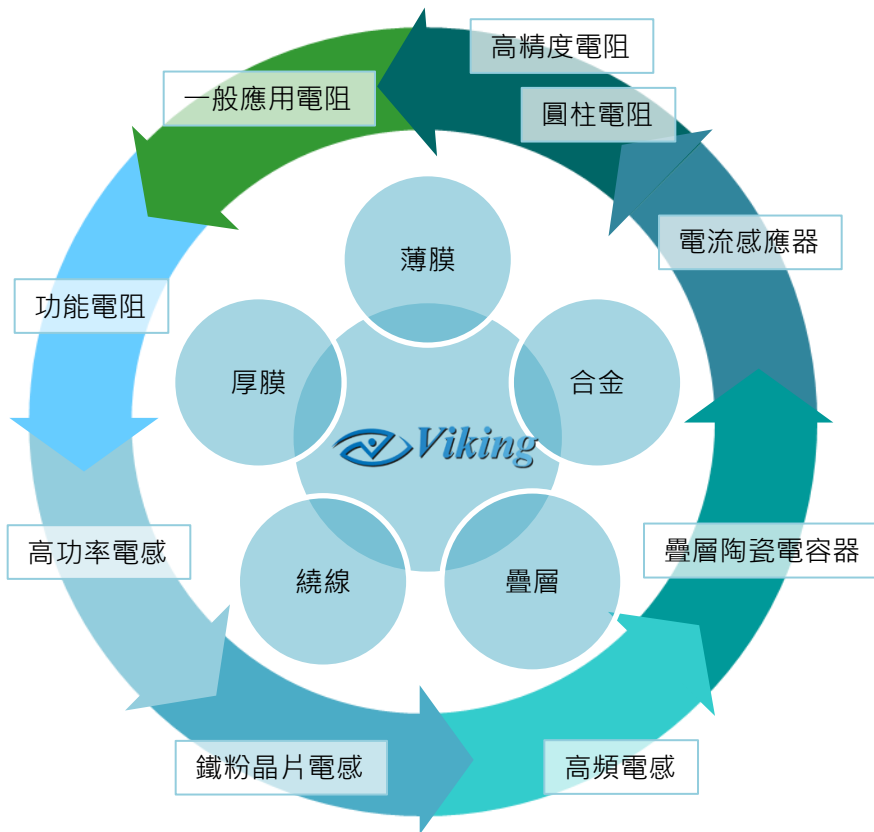 高精度電阻
一般應用電阻
圓柱電阻
電流感應器
薄膜
功能電阻
厚膜
合金
Viking
高功率電感
疊層陶瓷電容器
繞線
疊層
鐵粉晶片電感
高頻電感